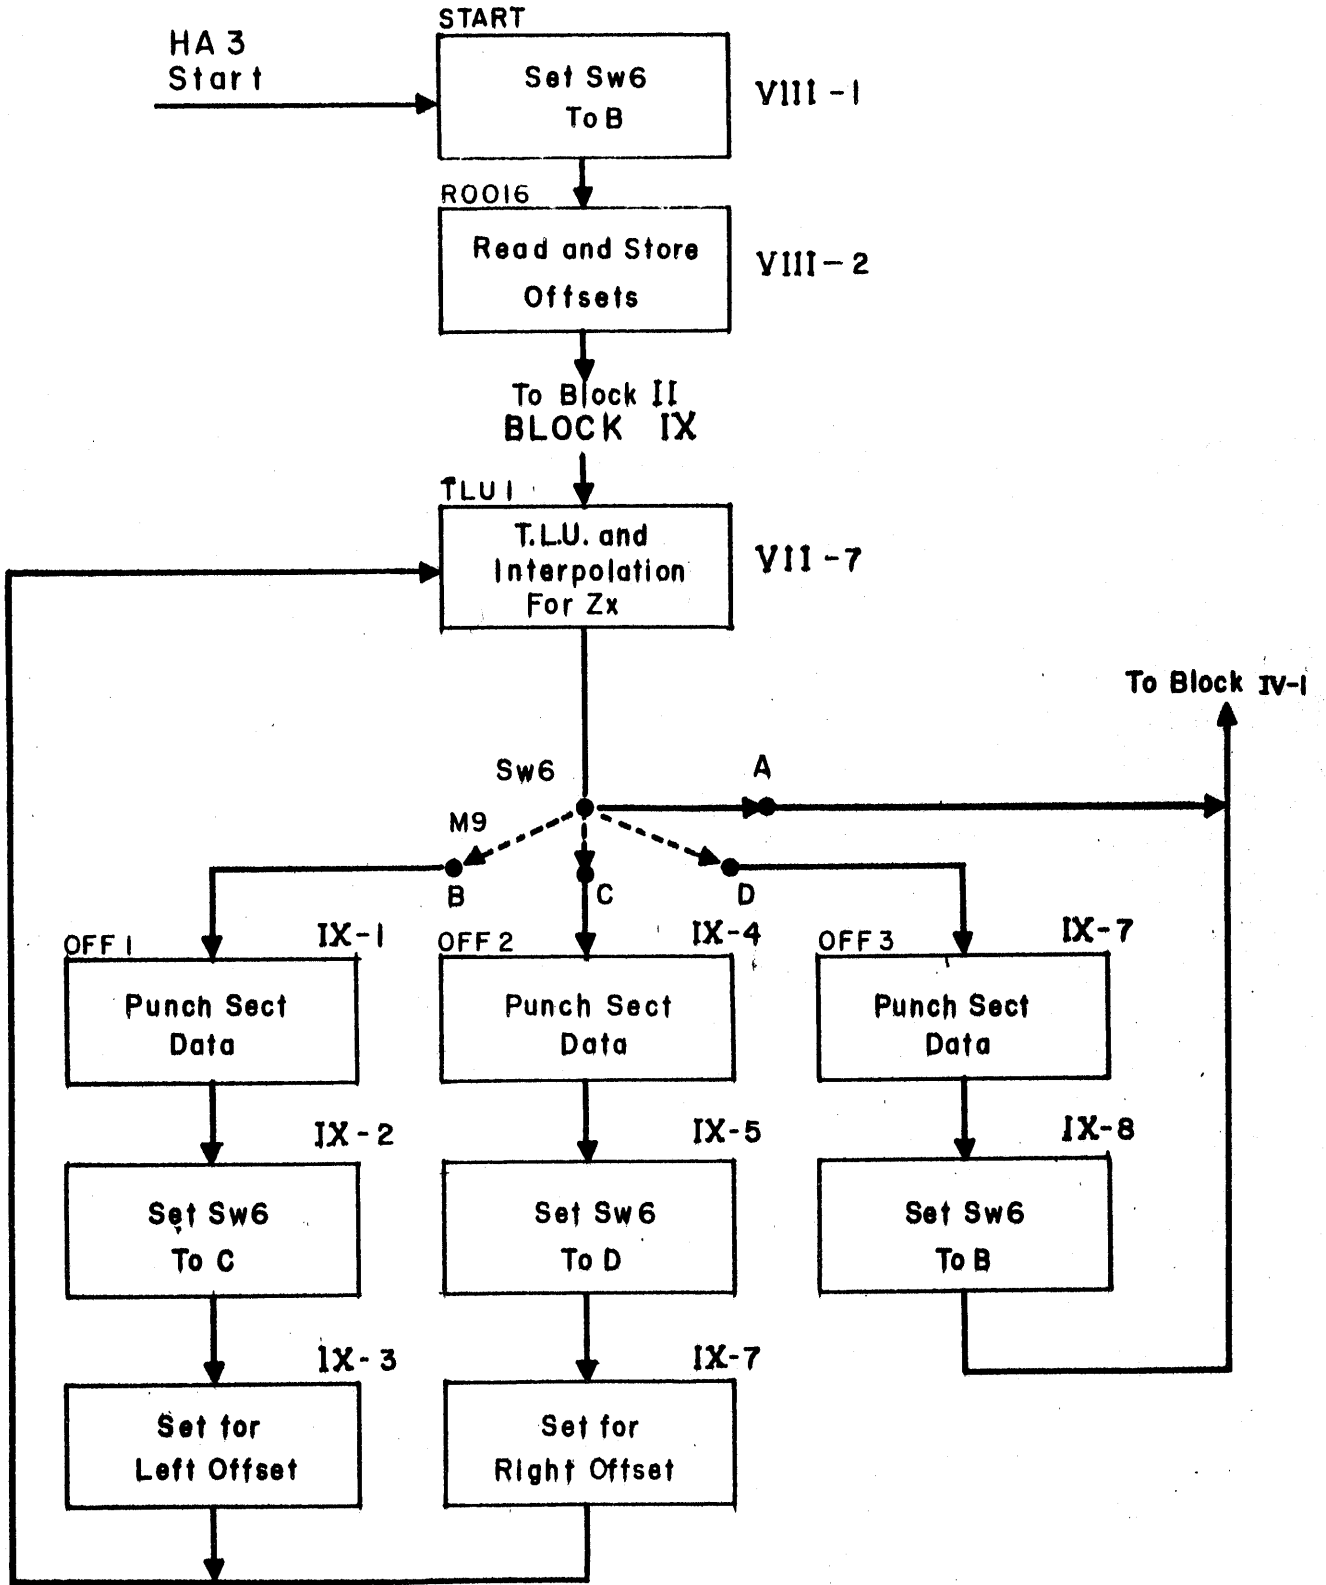 START
HA 3
Start
Set Sw6
To B
VIII-1
R0016
Read and Store
Offsets
VIII-2
To Block II
BLOCK IX
TLU1
T.L.U. and
Interpolation
For Zx
VII-7
To Block IV-1
Sw6
A
M9
B
C
D
OFF 1
IX-1
Punch Sect
Data
IX-2
Set Sw6
To C
IX-3
Set for
Left Offset
OFF 2
IX-4
Punch Sect
Data
IX-5
Set Sw6
To D
IX-7
Set for
Right Offset
OFF 3
IX-7
Punch Sect
Data
IX-8
Set Sw6
To B